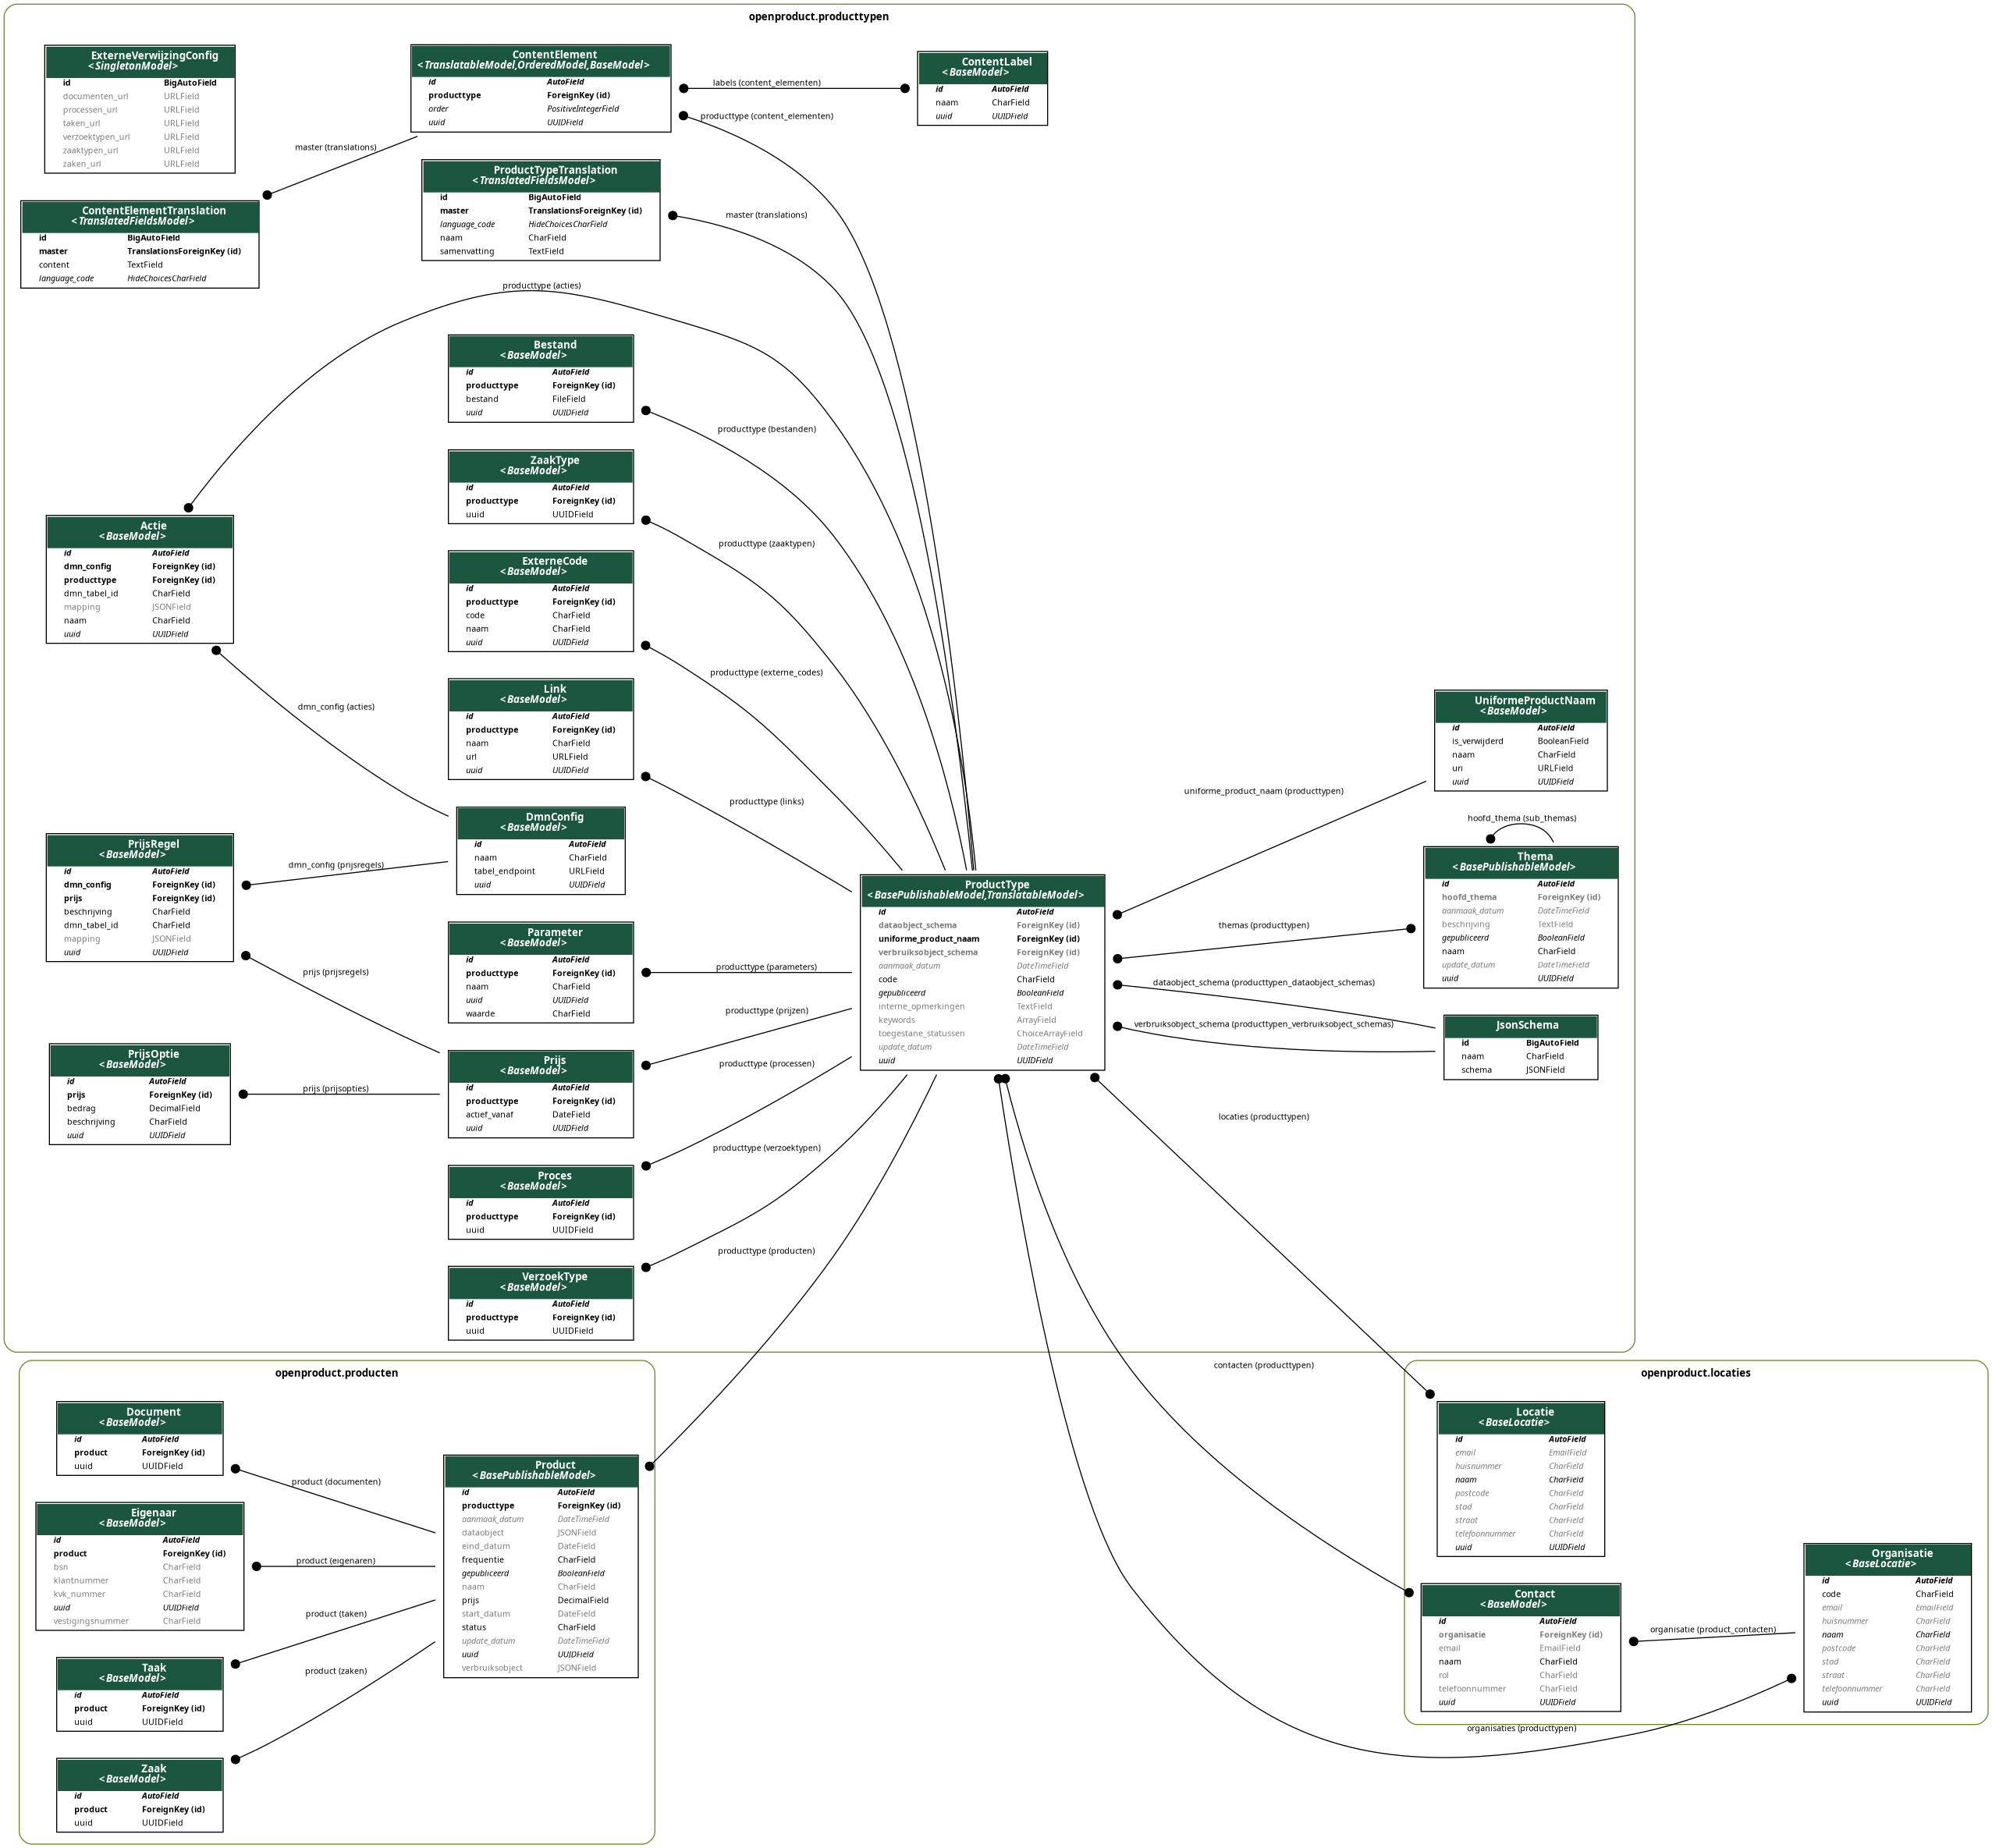 openproduct.producttypen
ExterneVerwijzingConfig
<SingletonModel>
id BigAutoField
documenten_url URLField
processen_url URLField
taken_url URLField
verzoektypen_url URLField
zaaktypen_url URLField
zaken_url URLField
ContentElement
<TranslatableModel,OrderedModel,BaseModel>
id AutoField
producttype ForeignKey (id)
order PositiveIntegerField
uuid UUIDField
labels (content_elementen)
producttype (content_elementen)
ContentLabel
<BaseModel>
id AutoField
naam CharField
uuid UUIDField
master (translations)
ContentElementTranslation
<TranslatedFieldsModel>
id BigAutoField
master TranslationsForeignKey (id)
content TextField
language_code HideChoicesCharField
ProductTypeTranslation
<TranslatedFieldsModel>
id BigAutoField
master TranslationsForeignKey (id)
language_code HideChoicesCharField
naam CharField
samenvatting TextField
master (translations)
producttype (acties)
Bestand
<BaseModel>
id AutoField
producttype ForeignKey (id)
bestand FileField
uuid UUIDField
producttype (bestanden)
ZaakType
<BaseModel>
id AutoField
producttype ForeignKey (id)
uuid UUIDField
producttype (zaaktypen)
Actie
<BaseModel>
id AutoField
dmn_config ForeignKey (id)
producttype ForeignKey (id)
dmn_tabel_id CharField
mapping JSONField
naam CharField
uuid UUIDField
ExterneCode
<BaseModel>
id AutoField
producttype ForeignKey (id)
code CharField
naam CharField
uuid UUIDField
producttype (externe_codes)
dmn_config (acties)
Link
<BaseModel>
id AutoField
producttype ForeignKey (id)
naam CharField
url URLField
uuid UUIDField
producttype (links)
DmnConfig
<BaseModel>
id AutoField
naam CharField
tabel_endpoint URLField
uuid UUIDField
PrijsRegel
<BaseModel>
id AutoField
dmn_config ForeignKey (id)
prijs ForeignKey (id)
beschrijving CharField
dmn_tabel_id CharField
mapping JSONField
uuid UUIDField
dmn_config (prijsregels)
prijs (prijsregels)
Parameter
<BaseModel>
id AutoField
producttype ForeignKey (id)
naam CharField
uuid UUIDField
waarde CharField
producttype (parameters)
PrijsOptie
<BaseModel>
id AutoField
prijs ForeignKey (id)
bedrag DecimalField
beschrijving CharField
uuid UUIDField
prijs (prijsopties)
Prijs
<BaseModel>
id AutoField
producttype ForeignKey (id)
actief_vanaf DateField
uuid UUIDField
producttype (prijzen)
Proces
<BaseModel>
id AutoField
producttype ForeignKey (id)
uuid UUIDField
producttype (processen)
VerzoekType
<BaseModel>
id AutoField
producttype ForeignKey (id)
uuid UUIDField
producttype (verzoektypen)
producttype (producten)
ProductType
<BasePublishableModel,TranslatableModel>
id AutoField
dataobject_schema ForeignKey (id)
uniforme_product_naam ForeignKey (id)
verbruiksobject_schema ForeignKey (id)
aanmaak_datum DateTimeField
code CharField
gepubliceerd BooleanField
interne_opmerkingen TextField
keywords ArrayField
toegestane_statussen ChoiceArrayField
update_datum DateTimeField
uuid UUIDField
uniforme_product_naam (producttypen)
UniformeProductNaam
<BaseModel>
id AutoField
is_verwijderd BooleanField
naam CharField
uri URLField
uuid UUIDField
hoofd_thema (sub_themas)
themas (producttypen)
Thema
<BasePublishableModel>
id AutoField
hoofd_thema ForeignKey (id)
aanmaak_datum DateTimeField
beschrijving TextField
gepubliceerd BooleanField
naam CharField
update_datum DateTimeField
uuid UUIDField
dataobject_schema (producttypen_dataobject_schemas)
verbruiksobject_schema (producttypen_verbruiksobject_schemas)
JsonSchema
id BigAutoField
naam CharField
schema JSONField
locaties (producttypen)
contacten (producttypen)
organisaties (producttypen)
openproduct.producten
Document
<BaseModel>
id AutoField
product ForeignKey (id)
uuid UUIDField
product (documenten)
Eigenaar
<BaseModel>
id AutoField
product ForeignKey (id)
bsn CharField
klantnummer CharField
kvk_nummer CharField
uuid UUIDField
vestigingsnummer CharField
product (eigenaren)
Taak
<BaseModel>
id AutoField
product ForeignKey (id)
uuid UUIDField
product (taken)
Zaak
<BaseModel>
id AutoField
product ForeignKey (id)
uuid UUIDField
product (zaken)
Product
<BasePublishableModel>
id AutoField
producttype ForeignKey (id)
aanmaak_datum DateTimeField
dataobject JSONField
eind_datum DateField
frequentie CharField
gepubliceerd BooleanField
naam CharField
prijs DecimalField
start_datum DateField
status CharField
update_datum DateTimeField
uuid UUIDField
verbruiksobject JSONField
openproduct.locaties
Locatie
<BaseLocatie>
id AutoField
email EmailField
huisnummer CharField
naam CharField
postcode CharField
stad CharField
straat CharField
telefoonnummer CharField
uuid UUIDField
Contact
<BaseModel>
id AutoField
organisatie ForeignKey (id)
email EmailField
naam CharField
rol CharField
telefoonnummer CharField
uuid UUIDField
organisatie (product_contacten)
Organisatie
<BaseLocatie>
id AutoField
code CharField
email EmailField
huisnummer CharField
naam CharField
postcode CharField
stad CharField
straat CharField
telefoonnummer CharField
uuid UUIDField